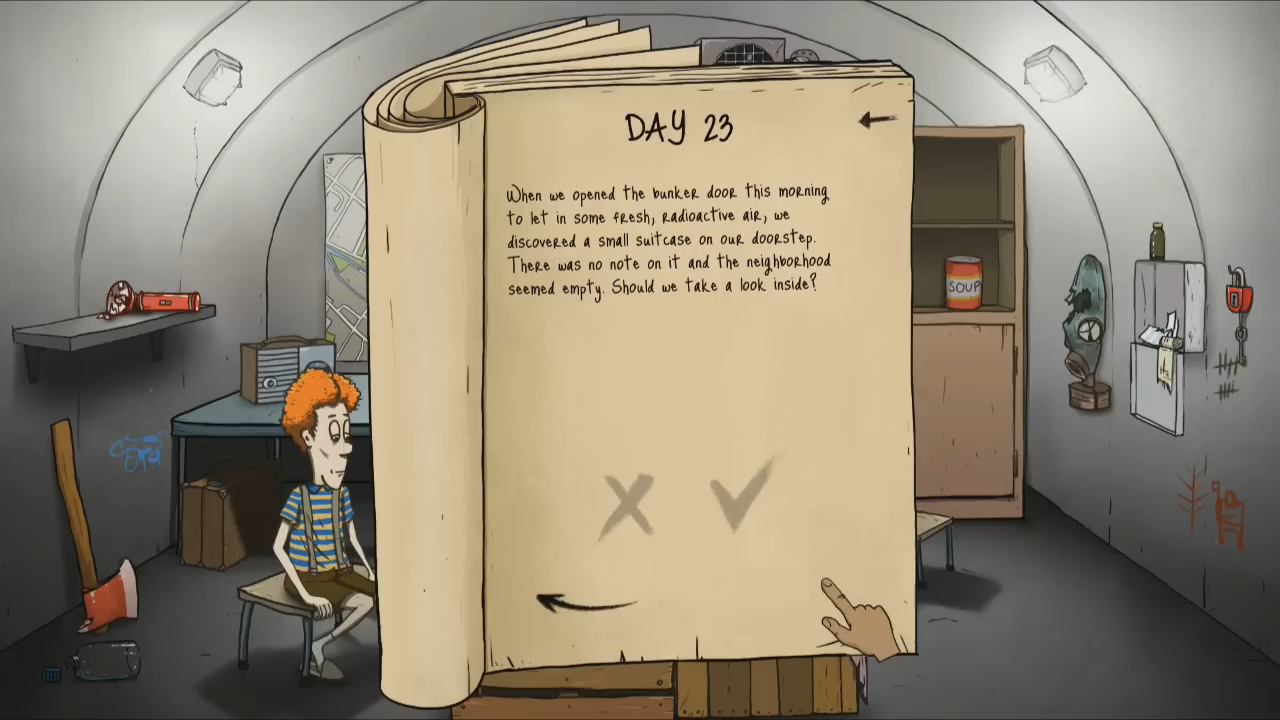 DAY 23
When we opened the bunker door this morning
to let in some fresh, radioactive air, we
discovered a small suitcase on our doorstep.
There was no note on it and the neighborhood
seemed empty. Should we take a look inside?
SOUP